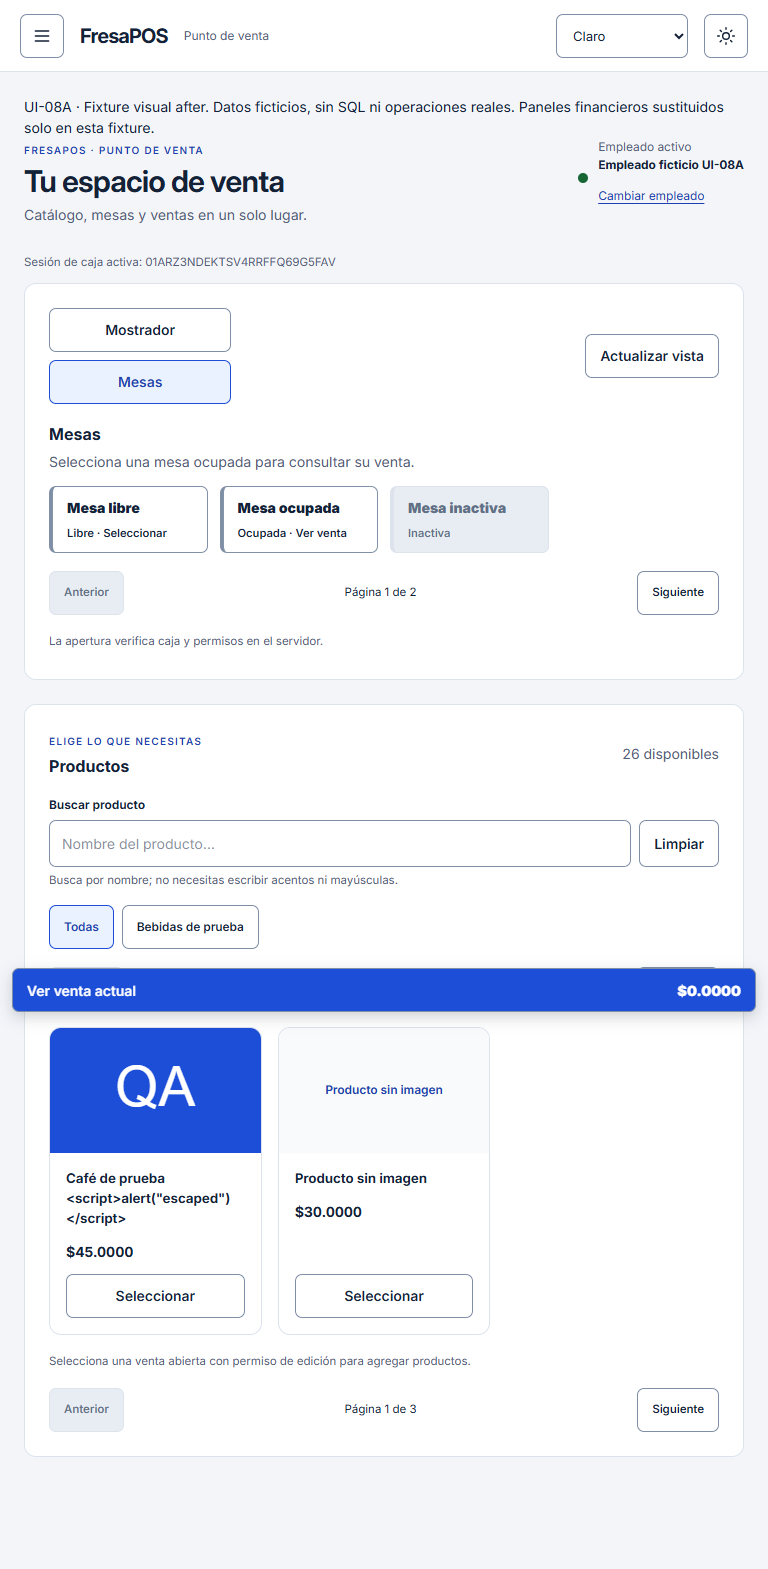 FresaPOS Punto de venta
Claro
UI-08A · Fixture visual after. Datos ficticios, sin SQL ni operaciones reales. Paneles financieros sustituidos
solo en esta fixture.
FRESAPOS · PUNTO DE VENTA
Tu espacio de venta
Catálogo, mesas y ventas en un solo lugar.
Empleado activo
Empleado ficticio UI-08A
Cambiar empleado
Sesión de caja activa: 01ARZ3NDEKTSV4RRFFQ69G5FAV
Mostrador
Mesas
Actualizar vista
Mesas
Selecciona una mesa ocupada para consultar su venta.
Mesa libre
Libre · Seleccionar
Mesa ocupada
Ocupada · Ver venta
Mesa inactiva
Inactiva
Anterior
Página 1 de 2
Siguiente
La apertura verifica caja y permisos en el servidor.
ELIGE LO QUE NECESITAS
Productos
26 disponibles
Buscar producto
Nombre del producto...
Limpiar
Busca por nombre; no necesitas escribir acentos ni mayúsculas.
Todas
Bebidas de prueba
Ver venta actual
$0.0000
QA
Café de prueba
<script>alert("escaped")
</script>
$45.0000
Seleccionar
Producto sin imagen
Producto sin imagen
$30.0000
Seleccionar
Selecciona una venta abierta con permiso de edición para agregar productos.
Anterior
Página 1 de 3
Siguiente